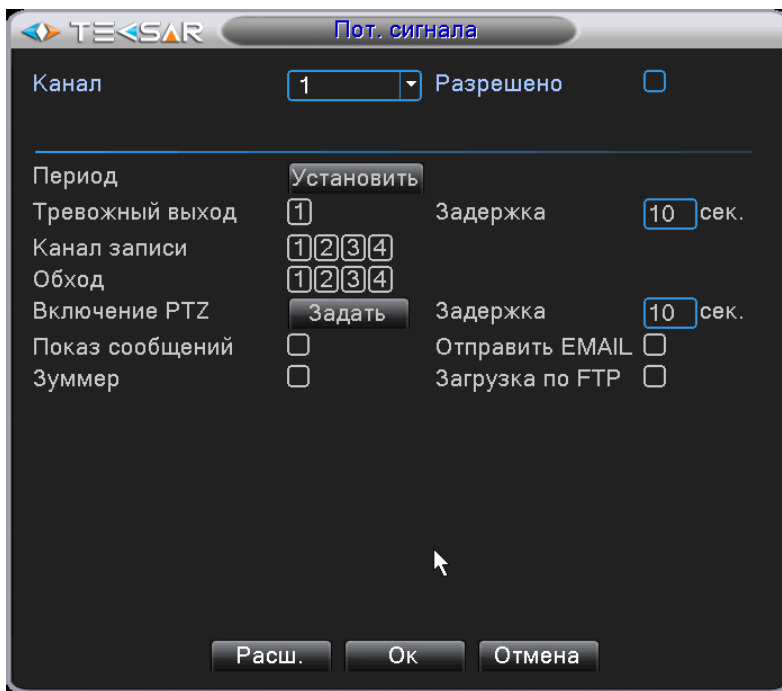 TEKSAR Пот. сигнала
Канал 1 Разрешено
Период Установить
Тревожный выход 1 Задержка 10 сек.
Канал записи 1 2 3 4
Обход 1 2 3 4
Включение PTZ Задать Задержка 10 сек.
Показ сообщений Отправить EMAIL
Зуммер Загрузка по FTP
Расш. Ок Отмена